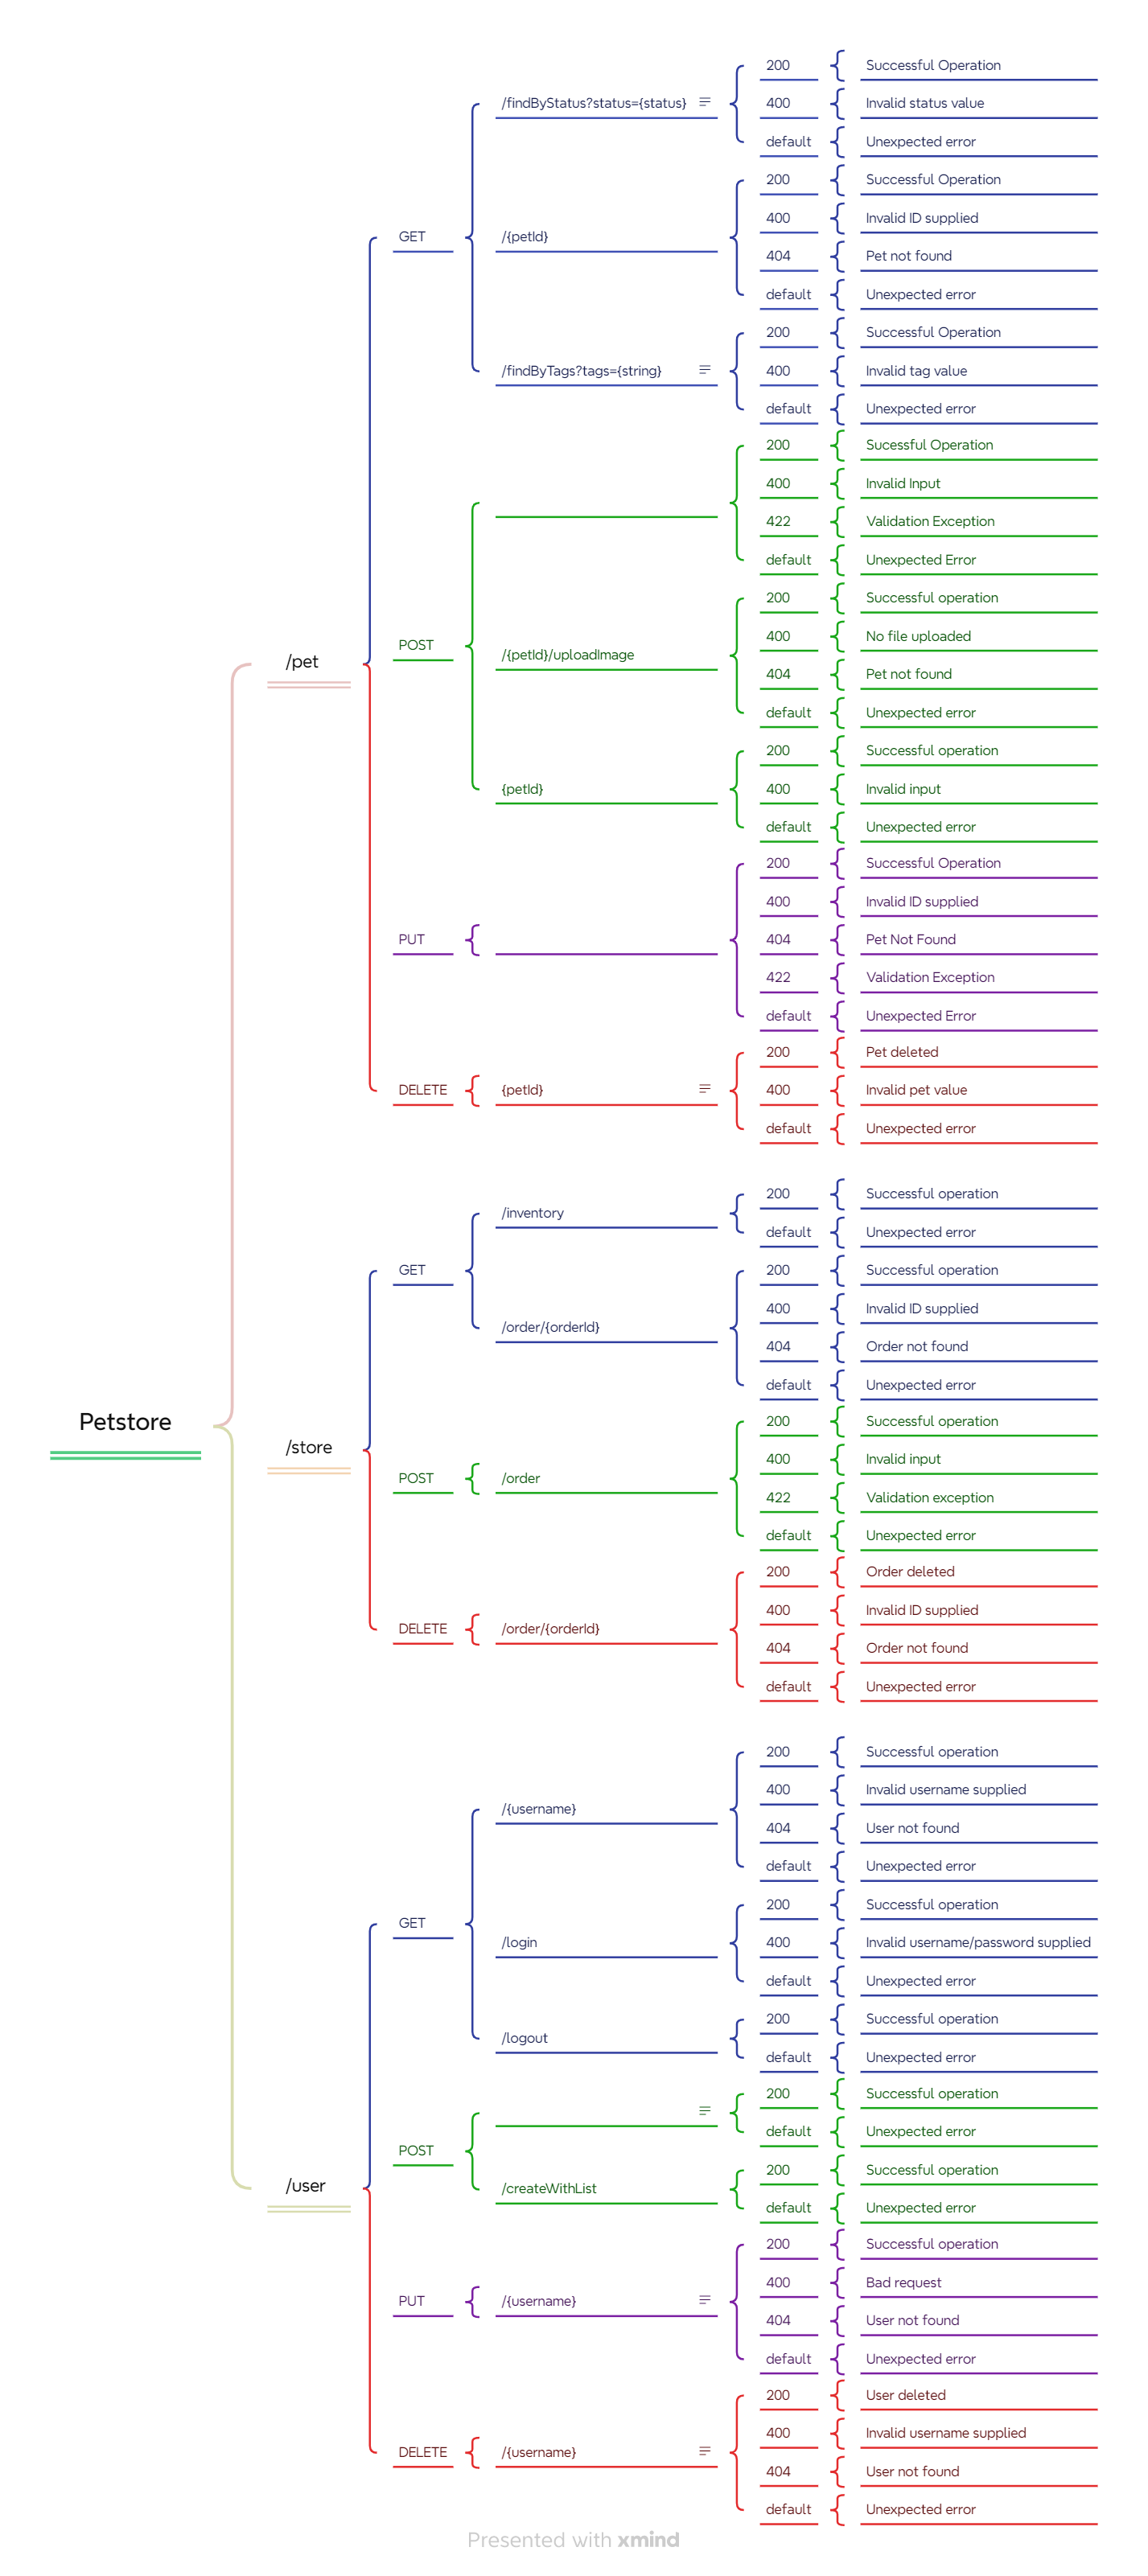 Petstore
/pet
GET
/findByStatus?status={status}
200 Successful Operation
400 Invalid status value
default Unexpected error
/{petId}
200 Successful Operation
400 Invalid ID supplied
404 Pet not found
default Unexpected error
/findByTags?tags={string}
200 Successful Operation
400 Invalid tag value
default Unexpected error
POST
200 Sucessful Operation
400 Invalid Input
422 Validation Exception
default Unexpected Error
/{petId}/uploadImage
200 Successful operation
400 No file uploaded
404 Pet not found
default Unexpected error
{petId}
200 Successful operation
400 Invalid input
default Unexpected error
PUT
200 Successful Operation
400 Invalid ID supplied
404 Pet Not Found
422 Validation Exception
default Unexpected Error
DELETE
{petId}
200 Pet deleted
400 Invalid pet value
default Unexpected error
/store
GET
/inventory
200 Successful operation
default Unexpected error
/order/{orderId}
200 Successful operation
400 Invalid ID supplied
404 Order not found
default Unexpected error
POST
/order
200 Successful operation
400 Invalid input
422 Validation exception
default Unexpected error
DELETE
/order/{orderId}
200 Order deleted
400 Invalid ID supplied
404 Order not found
default Unexpected error
/user
GET
/{username}
200 Successful operation
400 Invalid username supplied
404 User not found
default Unexpected error
/login
200 Successful operation
400 Invalid username/password supplied
default Unexpected error
/logout
200 Successful operation
default Unexpected error
POST
200 Successful operation
default Unexpected error
/createWithList
200 Successful operation
default Unexpected error
PUT
/{username}
200 Successful operation
400 Bad request
404 User not found
default Unexpected error
DELETE
/{username}
200 User deleted
400 Invalid username supplied
404 User not found
default Unexpected error
Presented with xmind